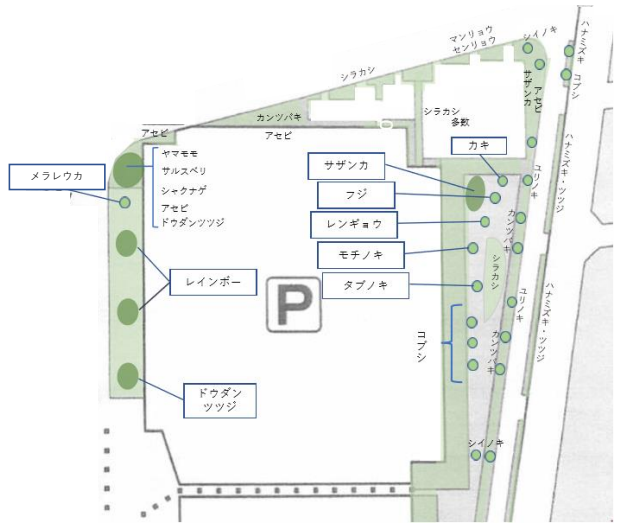 マンリョウ
センリョウ
シイノキ
ハナミズキ
コブシ
シラカシ
サザンカ
アセビ
カンツバキ
シラカシ
多数
アセビ
アセビ
ヤマモモ
サルスベリ
シャクナゲ
アセビ
ドウダンツツジ
メラレウカ
カキ
サザンカ
フジ
レンギョウ
モチノキ
タブノキ
レインボー
P
コブシ
ドウダン
ツツジ
ユリノキ
カンツバキ
シラカシ
ハナミズキ・ツツジ
ユリノキ
カンツバキ
ハナミズキ・ツツジ
シイノキ